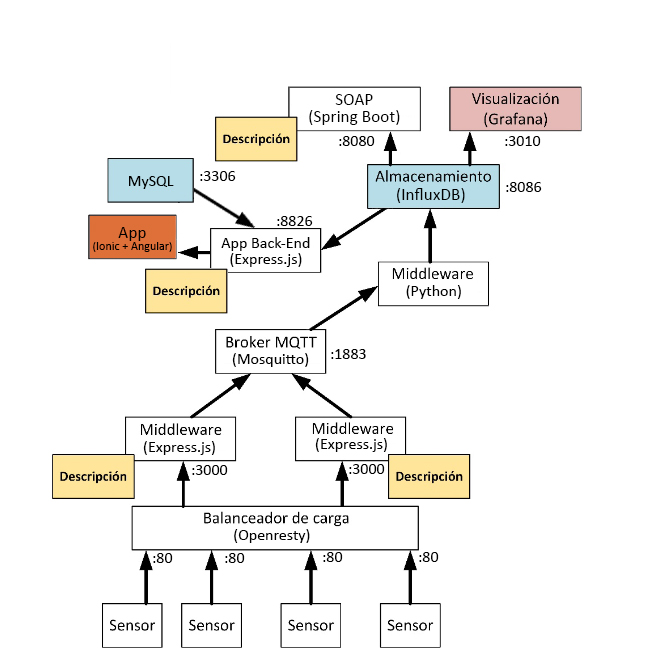 SOAP
(Spring Boot)
Visualización
(Grafana)
Descripción
:8080
:3010
MySQL
:3306
Almacenamiento
(InfluxDB)
:8086
:8826
App
(Ionic + Angular)
App Back-End
(Express.js)
Descripción
Middleware
(Python)
Broker MQTT
(Mosquitto)
:1883
Middleware
(Express.js)
Middleware
(Express.js)
Descripción
:3000
:3000
Descripción
Balanceador de carga
(Openresty)
:80
:80
:80
:80
Sensor
Sensor
Sensor
Sensor